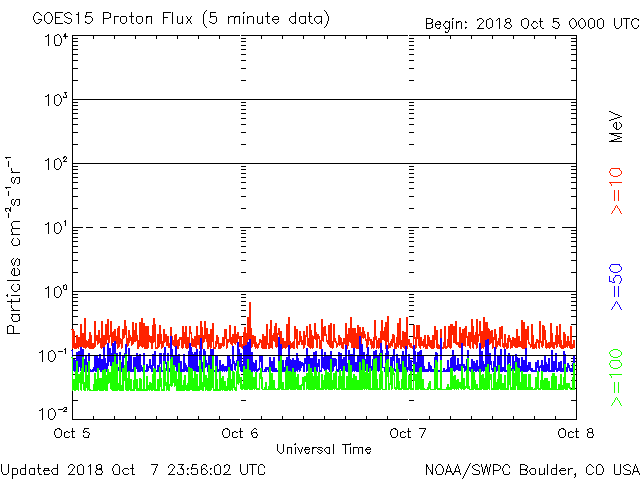 GOES15 Proton Flux (5 minute data)
Begin: 2018 Oct 5 0000 UTC
10⁴
10³
10²
10¹
10⁰
10⁻¹
10⁻²
Particles cm⁻²s⁻¹sr⁻¹
MeV
>=10
>=50
>=100
Oct 5 Oct 6 Oct 7 Oct 8
Universal Time
Updated 2018 Oct 7 23:56:02 UTC
NOAA/SWPC Boulder, CO USA